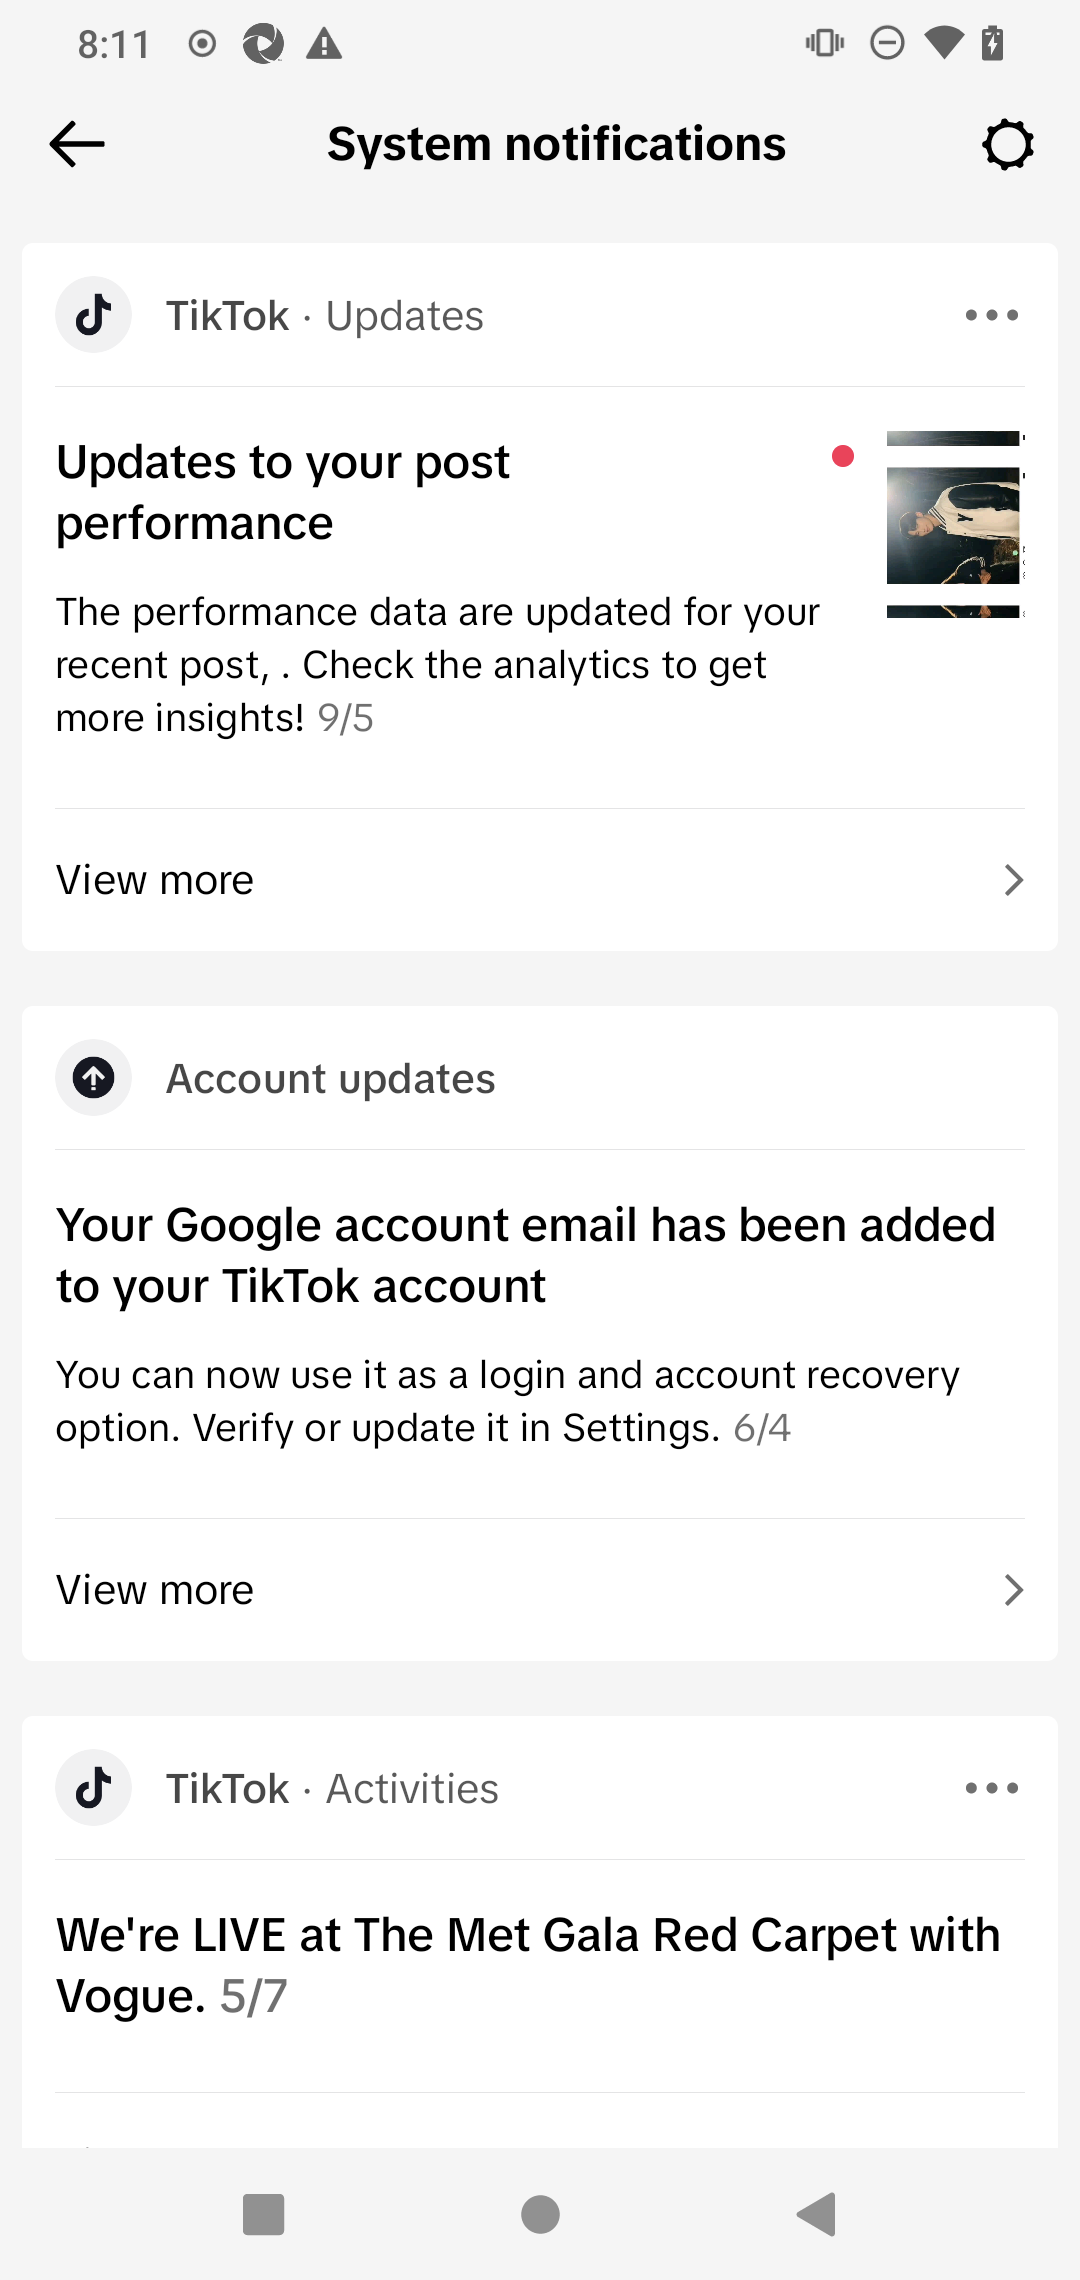 8:11
System notifications
TikTok · Updates
Updates to your post
performance
The performance data are updated for your
recent post, . Check the analytics to get
more insights! 9/5
View more
Account updates
Your Google account email has been added
to your TikTok account
You can now use it as a login and account recovery
option. Verify or update it in Settings. 6/4
View more
TikTok · Activities
We're LIVE at The Met Gala Red Carpet with
Vogue. 5/7